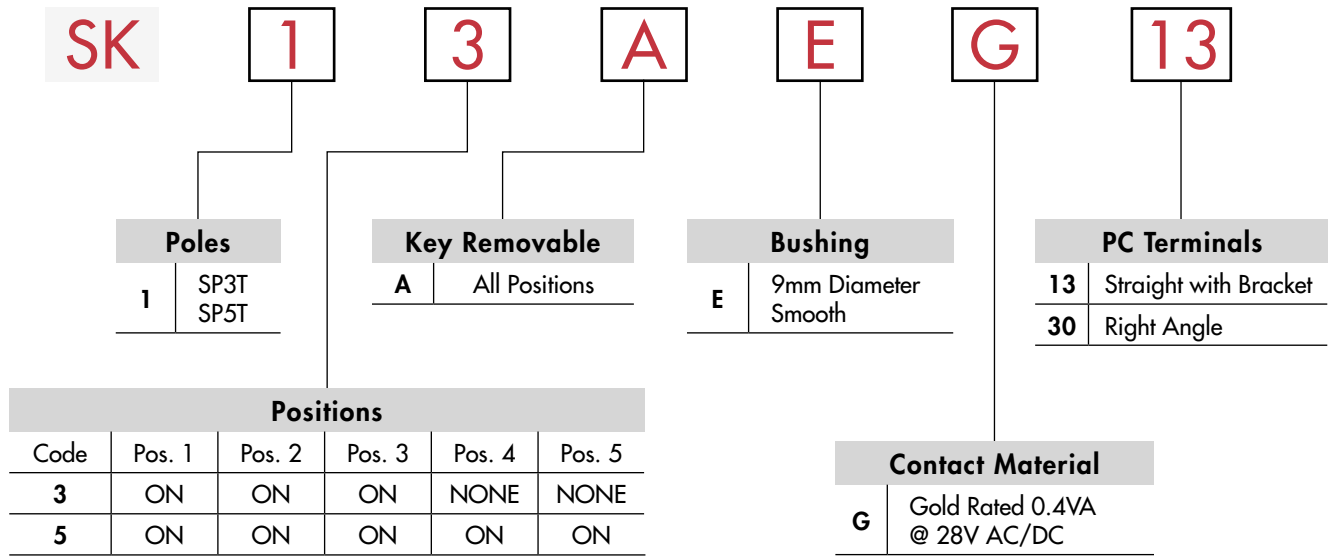 SK 1 3 A E G 13
Poles
1 SP3T
SP5T
Key Removable
A All Positions
Bushing
E 9mm Diameter
Smooth
PC Terminals
13 Straight with Bracket
30 Right Angle
Positions
Code Pos. 1 Pos. 2 Pos. 3 Pos. 4 Pos. 5
3 ON ON ON NONE NONE
5 ON ON ON ON ON
Contact Material
G Gold Rated 0.4VA
@ 28V AC/DC